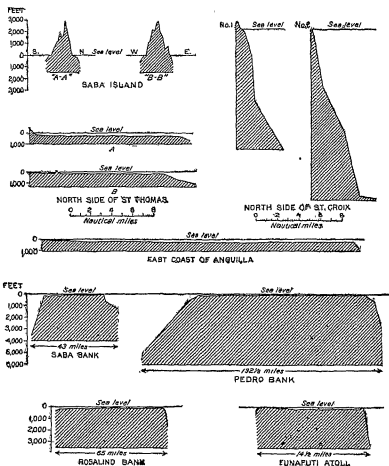 FEET
3,000
2,000
1,000
0
1,000
2,000
3,000
S. Sea level N. W Sea level E.
"A-A" "B-B"
SABA ISLAND
No.1 Sea level No.2 Sea level
Sea level
0
1,000
A
Sea level
0
1,000
B
NORTH SIDE OF ST THOMAS
0 2 4 6 8
Nautical miles
NORTH SIDE OF ST. CROIX
0 2 4 6 8
Nautical miles
Sea level
0
1,000
EAST COAST OF ANGUILLA
FEET
0
1,000
2,000
3,000
4,000
5,000
6,000
Sea level
43 miles
SABA BANK
Sea level
192½ miles
PEDRO BANK
Sea level
0
1,000
2,000
3,000
65 miles
ROSALIND BANK
Sea level
14½ miles
FUNAFUTI ATOLL